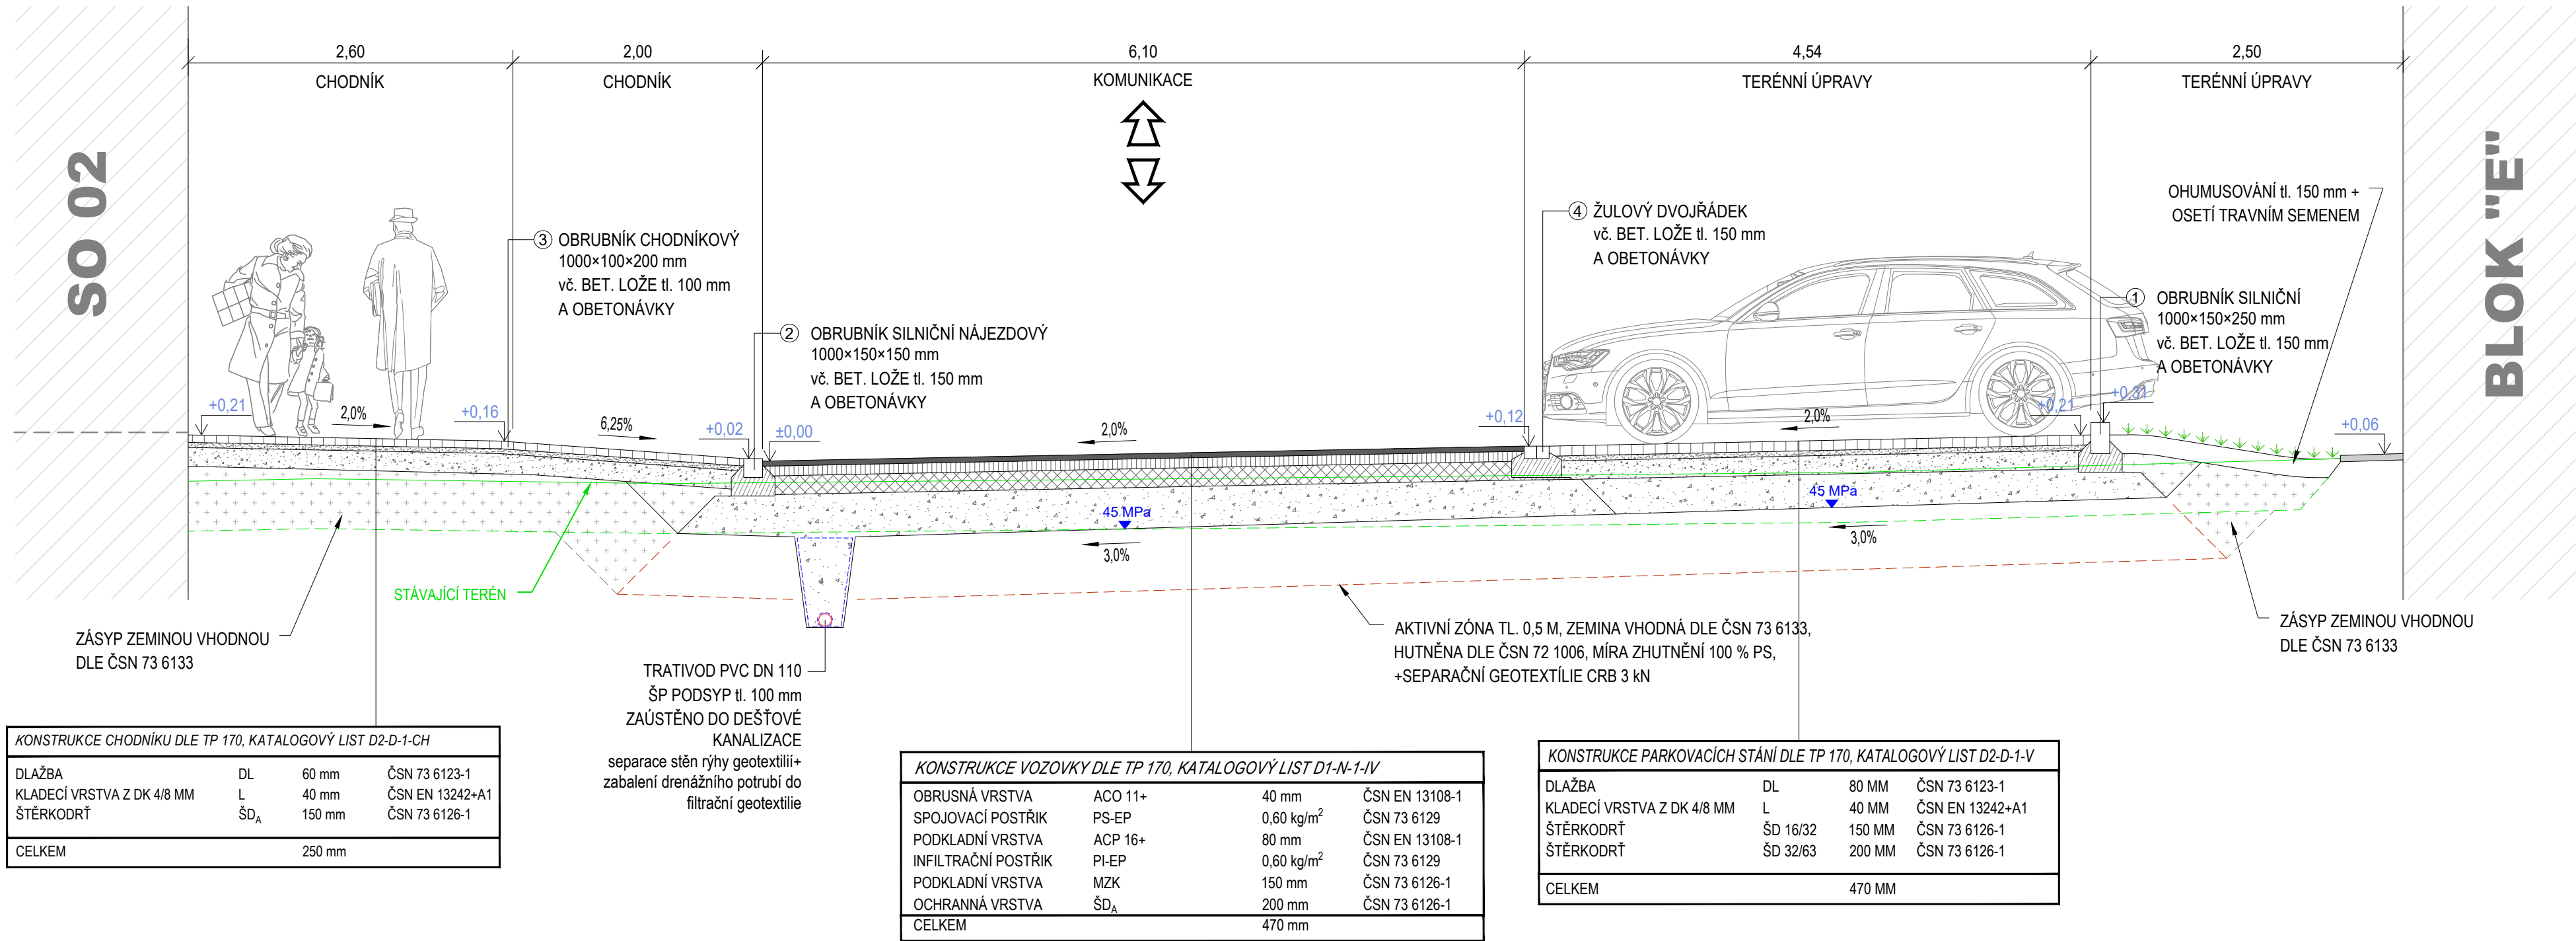 2,60
2,00
6,10
4,54
2,50
CHODNÍK
CHODNÍK
KOMUNIKACE
TERÉNNÍ ÚPRAVY
TERÉNNÍ ÚPRAVY
SO 02
BLOK "E"
OHUMUSOVÁNÍ tl. 150 mm +
OSETÍ TRAVNÍM SEMENEM
3 OBRUBNÍK CHODNÍKOVÝ
1000×100×200 mm
vč. BET. LOŽE tl. 100 mm
A OBETONÁVKY
2 OBRUBNÍK SILNIČNÍ NÁJEZDOVÝ
1000×150×150 mm
vč. BET. LOŽE tl. 150 mm
A OBETONÁVKY
4 ŽULOVÝ DVOJŘÁDEK
vč. BET. LOŽE tl. 150 mm
A OBETONÁVKY
1 OBRUBNÍK SILNIČNÍ
1000×150×250 mm
vč. BET. LOŽE tl. 150 mm
A OBETONÁVKY
+0,21
2,0%
+0,16
6,25%
+0,02
±0,00
2,0%
+0,12
2,0%
+0,21
+0,31
+0,06
45 MPa
45 MPa
3,0%
3,0%
STÁVAJÍCÍ TERÉN
ZÁSYP ZEMINOU VHODNOU
DLE ČSN 73 6133
TRATIVOD PVC DN 110
ŠP PODSYP tl. 100 mm
ZAÚSTĚNO DO DEŠŤOVÉ
KANALIZACE
separace stěn rýhy geotextilií+
zabalení drenážního potrubí do
filtrační geotextilie
AKTIVNÍ ZÓNA TL. 0,5 M, ZEMINA VHODNÁ DLE ČSN 73 6133,
HUTNĚNA DLE ČSN 72 1006, MÍRA ZHUTNĚNÍ 100 % PS,
+SEPARAČNÍ GEOTEXTÍLIE CRB 3 kN
ZÁSYP ZEMINOU VHODNOU
DLE ČSN 73 6133
KONSTRUKCE CHODNÍKU DLE TP 170, KATALOGOVÝ LIST D2-D-1-CH
DLAŽBA DL 60 mm ČSN 73 6123-1
KLADECÍ VRSTVA Z DK 4/8 MM L 40 mm ČSN EN 13242+A1
ŠTĚRKODRŤ ŠDA 150 mm ČSN 73 6126-1
CELKEM 250 mm
KONSTRUKCE VOZOVKY DLE TP 170, KATALOGOVÝ LIST D1-N-1-IV
OBRUSNÁ VRSTVA ACO 11+ 40 mm ČSN EN 13108-1
SPOJOVACÍ POSTŘIK PS-EP 0,60 kg/m² ČSN 73 6129
PODKLADNÍ VRSTVA ACP 16+ 80 mm ČSN EN 13108-1
INFILTRAČNÍ POSTŘIK PI-EP 0,60 kg/m² ČSN 73 6129
PODKLADNÍ VRSTVA MZK 150 mm ČSN 73 6126-1
OCHRANNÁ VRSTVA ŠDA 200 mm ČSN 73 6126-1
CELKEM 470 mm
KONSTRUKCE PARKOVACÍCH STÁNÍ DLE TP 170, KATALOGOVÝ LIST D2-D-1-V
DLAŽBA DL 80 MM ČSN 73 6123-1
KLADECÍ VRSTVA Z DK 4/8 MM L 40 MM ČSN EN 13242+A1
ŠTĚRKODRŤ ŠD 16/32 150 MM ČSN 73 6126-1
ŠTĚRKODRŤ ŠD 32/63 200 MM ČSN 73 6126-1
CELKEM 470 MM